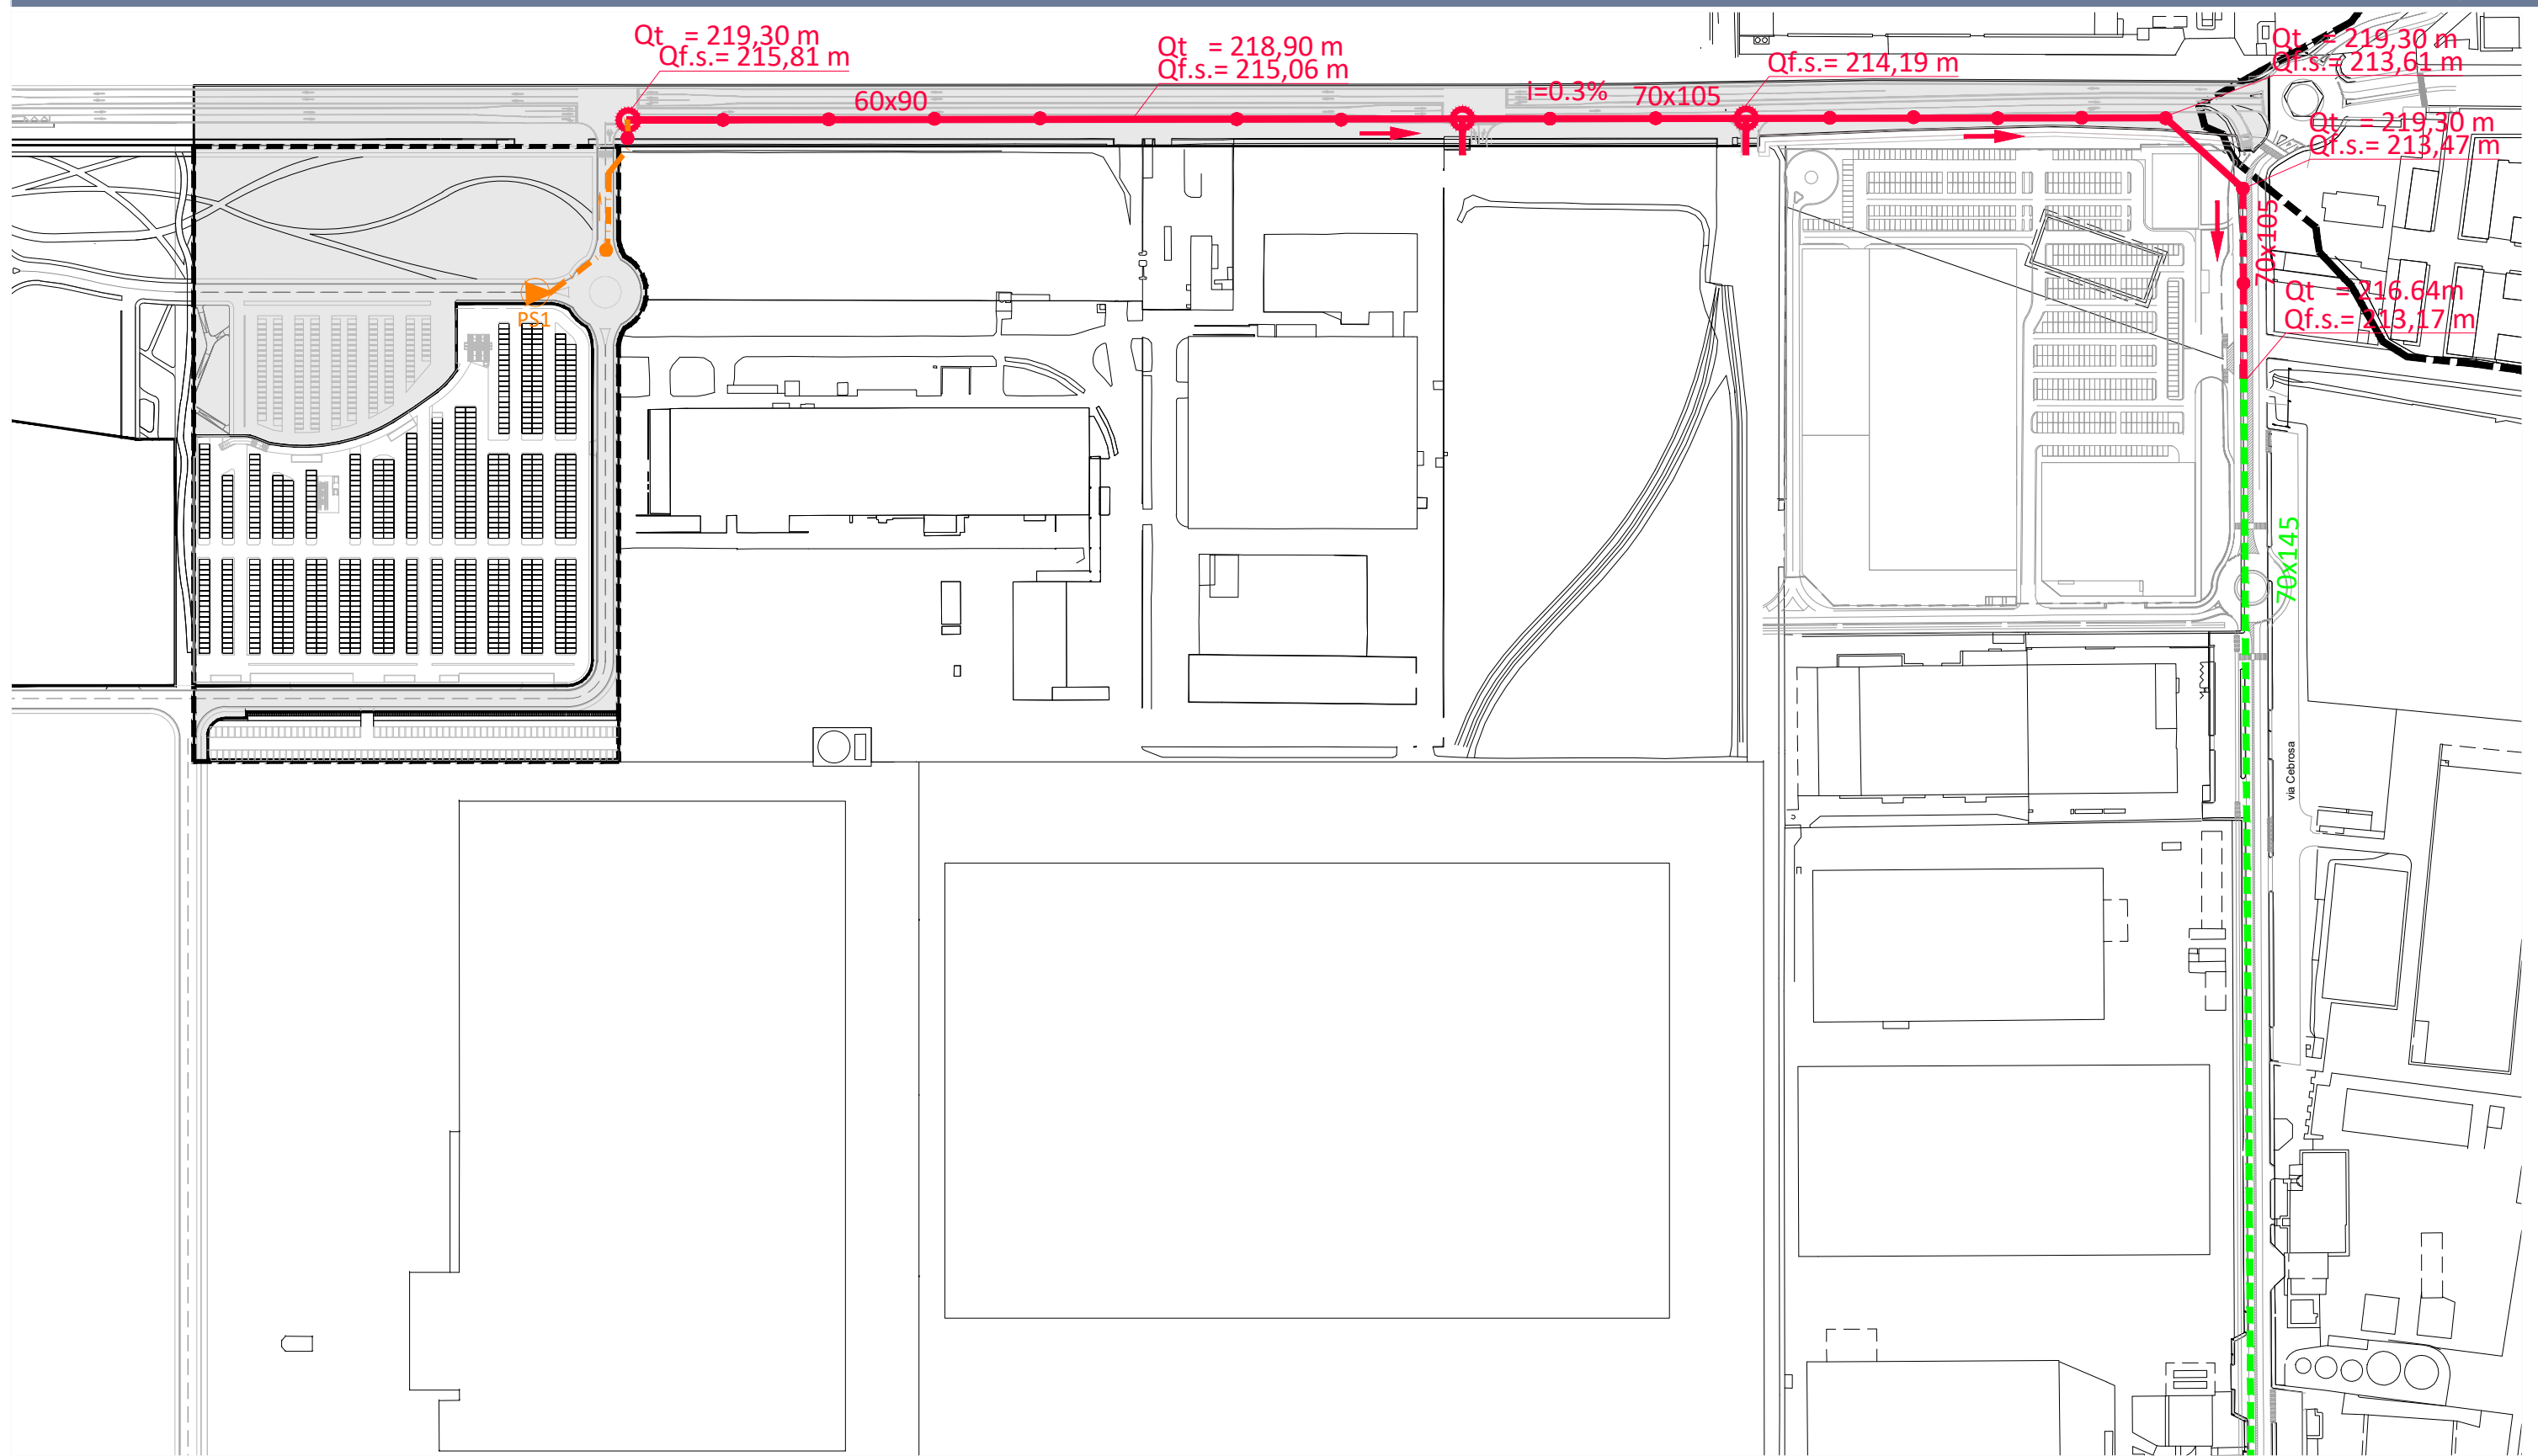 Qt = 219,30 m
Qf.s.= 215,81 m
Qt = 218,90 m
Qf.s.= 215,06 m
Qf.s.= 214,19 m
Qt = 219,30 m
Qf.s.= 213,61 m
60x90
i=0.3%
70x105
Qt = 219,30 m
Qf.s.= 213,47 m
70x105
Qt = 216.64m
Qf.s.= 213,17 m
PS1
70x145
via Cebrosa